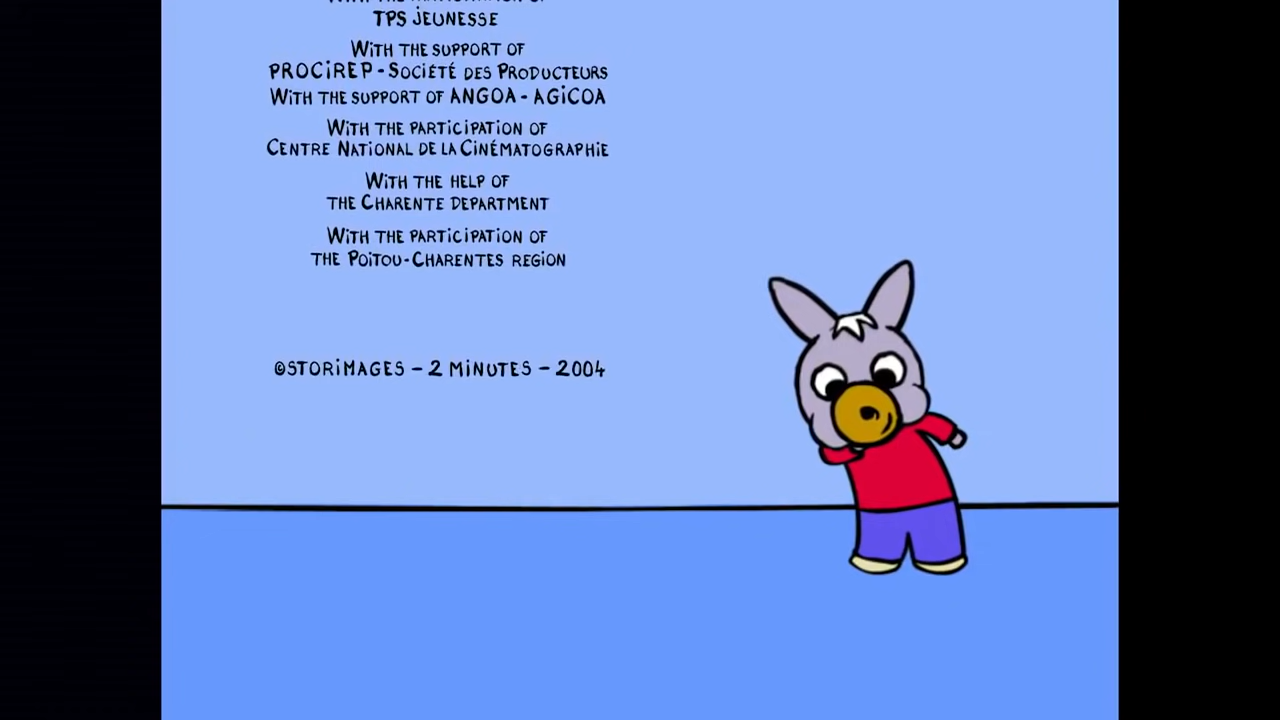 TPS JEUNESSE
WITH THE SUPPORT OF
PROCIREP - SOCIÉTÉ DES PRODUCTEURS
WITH THE SUPPORT OF ANGOA - AGICOA
WITH THE PARTICIPATION OF
CENTRE NATIONAL DE LA CINÉMATOGRAPHIE
WITH THE HELP OF
THE CHARENTE DEPARTMENT
WITH THE PARTICIPATION OF
THE POITOU-CHARENTES REGION
©STORIMAGES - 2 MINUTES - 2004